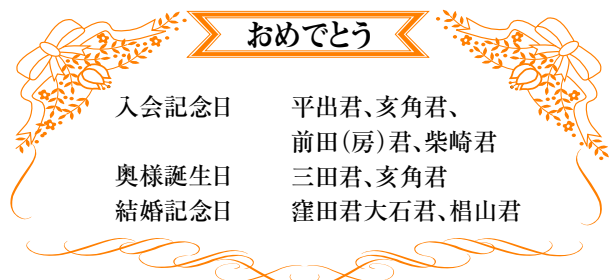 おめでとう
入会記念日　平出君、亥角君、
前田(房)君、柴崎君
奥様誕生日　三田君、亥角君
結婚記念日　窪田君大石君、椙山君